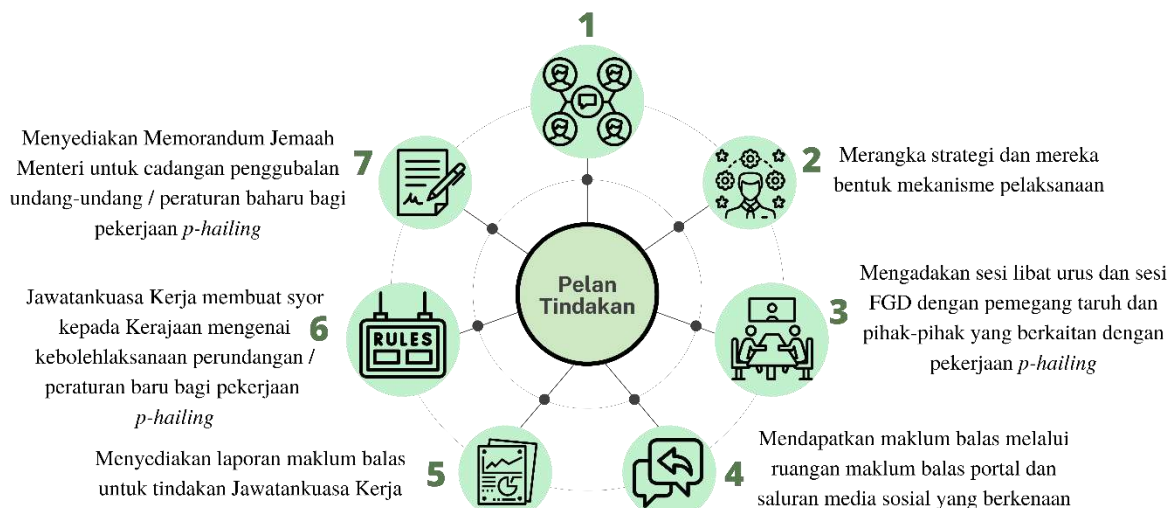 1
Menyediakan Memorandum Jemaah
Menteri untuk cadangan penggubalan
undang-undang / peraturan baharu bagi
pekerjaan p-hailing
7
2
Merangka strategi dan mereka
bentuk mekanisme pelaksanaan
Pelan
Tindakan
Mengadakan sesi libat urus dan sesi
FGD dengan pemegang taruh dan
pihak-pihak yang berkaitan dengan
pekerjaan p-hailing
3
Jawatankuasa Kerja membuat syor
kepada Kerajaan mengenai
kebolehlaksanaan perundangan /
peraturan baru bagi pekerjaan
p-hailing
6
RULES
Menyediakan laporan maklum balas
untuk tindakan Jawatankuasa Kerja
5
4
Mendapatkan maklum balas melalui
ruangan maklum balas portal dan
saluran media sosial yang berkenaan